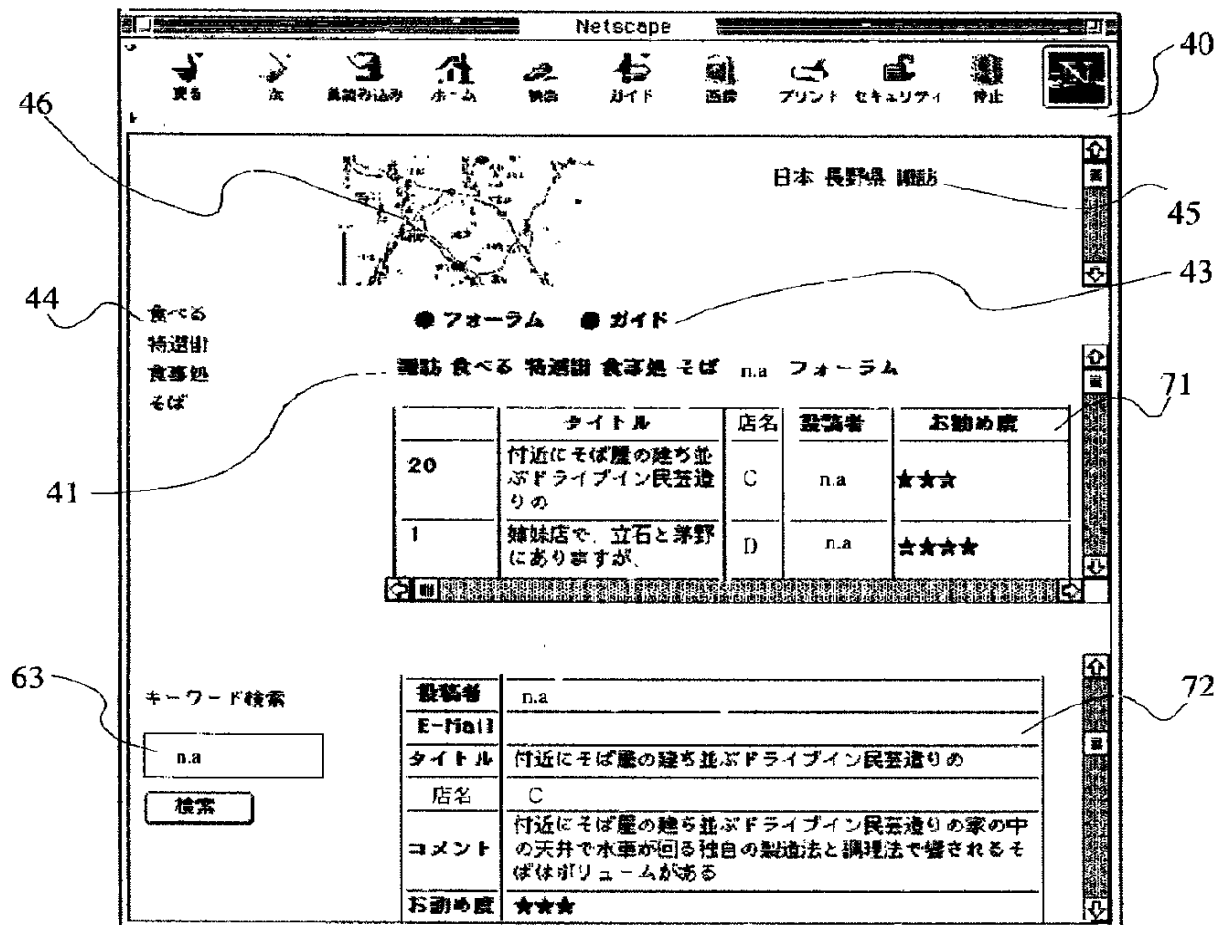 Netscape
戻る 次 再読み込み ホーム 検索 ガイド 画像 プリント セキュリティ 停止
40
46
日本 長野県 諏訪
45
43
44
食べる
特選街
食事処
そば
フォーラム ガイド
諏訪 食べる 特選街 食事処 そば n.a フォーラム
41
71
タイトル 店名 投稿者 お勧め度
20 付近にそば屋の建ち並ぶドライブイン民芸造りの C n.a ★★★
1 姉妹店で、立石と茅野にありますが、 D n.a ★★★★
63
キーワード検索
n.a
検索
72
投稿者 n.a
E-Mail
タイトル 付近にそば屋の建ち並ぶドライブイン民芸造りの
店名 C
コメント 付近にそば屋の建ち並ぶドライブイン民芸造りの家の中
の天井で水車が回る独自の製造法と調理法で饗されるそ
ばはボリュームがある
お勧め度 ★★★